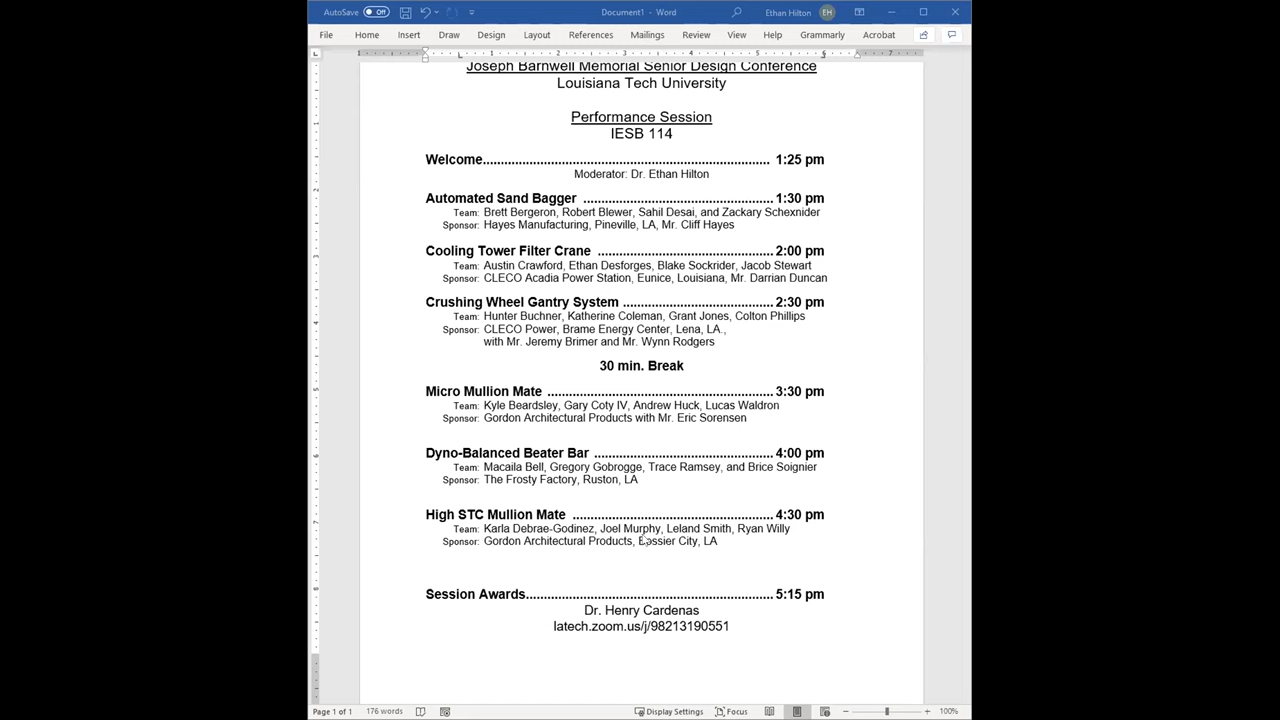 AutoSave Off Document1 - Word Ethan Hilton EH
File Home Insert Draw Design Layout References Mailings Review View Help Grammarly Acrobat
1 1 2 3 4 5 6 7
Joseph Barnwell Memorial Senior Design Conference
Louisiana Tech University
Performance Session
IESB 114
Welcome............................................................................... 1:25 pm
Moderator: Dr. Ethan Hilton
Automated Sand Bagger .................................................... 1:30 pm
Team: Brett Bergeron, Robert Blewer, Sahil Desai, and Zackary Schexnider
Sponsor: Hayes Manufacturing, Pineville, LA, Mr. Cliff Hayes
Cooling Tower Filter Crane ................................................ 2:00 pm
Team: Austin Crawford, Ethan Desforges, Blake Sockrider, Jacob Stewart
Sponsor: CLECO Acadia Power Station, Eunice, Louisiana, Mr. Darrian Duncan
Crushing Wheel Gantry System ......................................... 2:30 pm
Team: Hunter Buchner, Katherine Coleman, Grant Jones, Colton Phillips
Sponsor: CLECO Power, Brame Energy Center, Lena, LA.,
with Mr. Jeremy Brimer and Mr. Wynn Rodgers
30 min. Break
Micro Mullion Mate .............................................................. 3:30 pm
Team: Kyle Beardsley, Gary Coty IV, Andrew Huck, Lucas Waldron
Sponsor: Gordon Architectural Products with Mr. Eric Sorensen
Dyno-Balanced Beater Bar ................................................. 4:00 pm
Team: Macaila Bell, Gregory Gobrogge, Trace Ramsey, and Brice Soignier
Sponsor: The Frosty Factory, Ruston, LA
High STC Mullion Mate ....................................................... 4:30 pm
Team: Karla Debrae-Godinez, Joel Murphy, Leland Smith, Ryan Willy
Sponsor: Gordon Architectural Products, Bossier City, LA
Session Awards.................................................................... 5:15 pm
Dr. Henry Cardenas
latech.zoom.us/j/98213190551
Page 1 of 1 176 words Display Settings Focus 100%